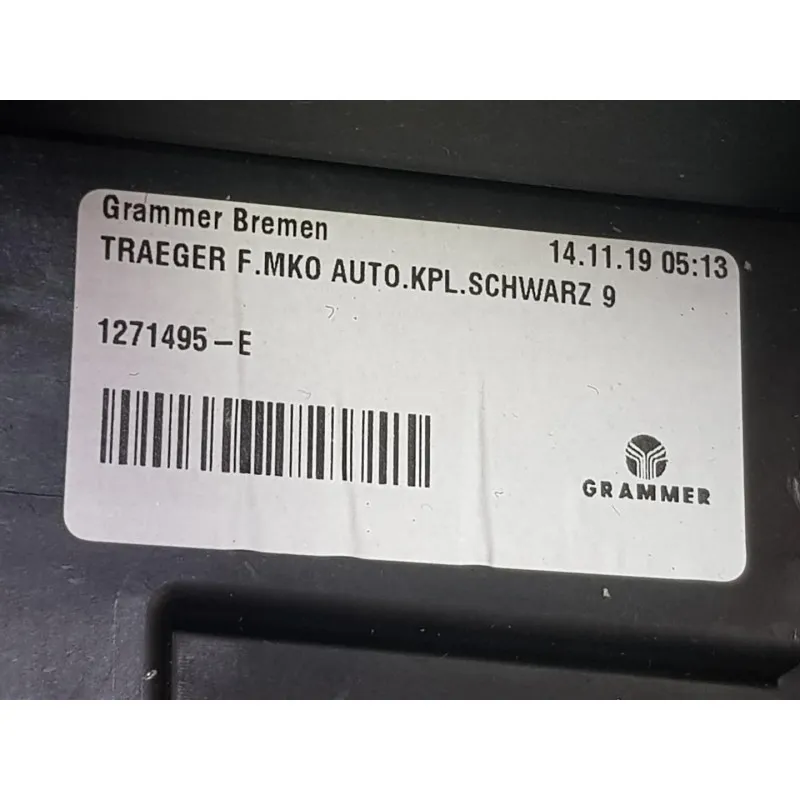 Grammer Bremen
14.11.19 05:13
TRAEGER F.MKO AUTO.KPL.SCHWARZ 9
1271495-E
GRAMMER